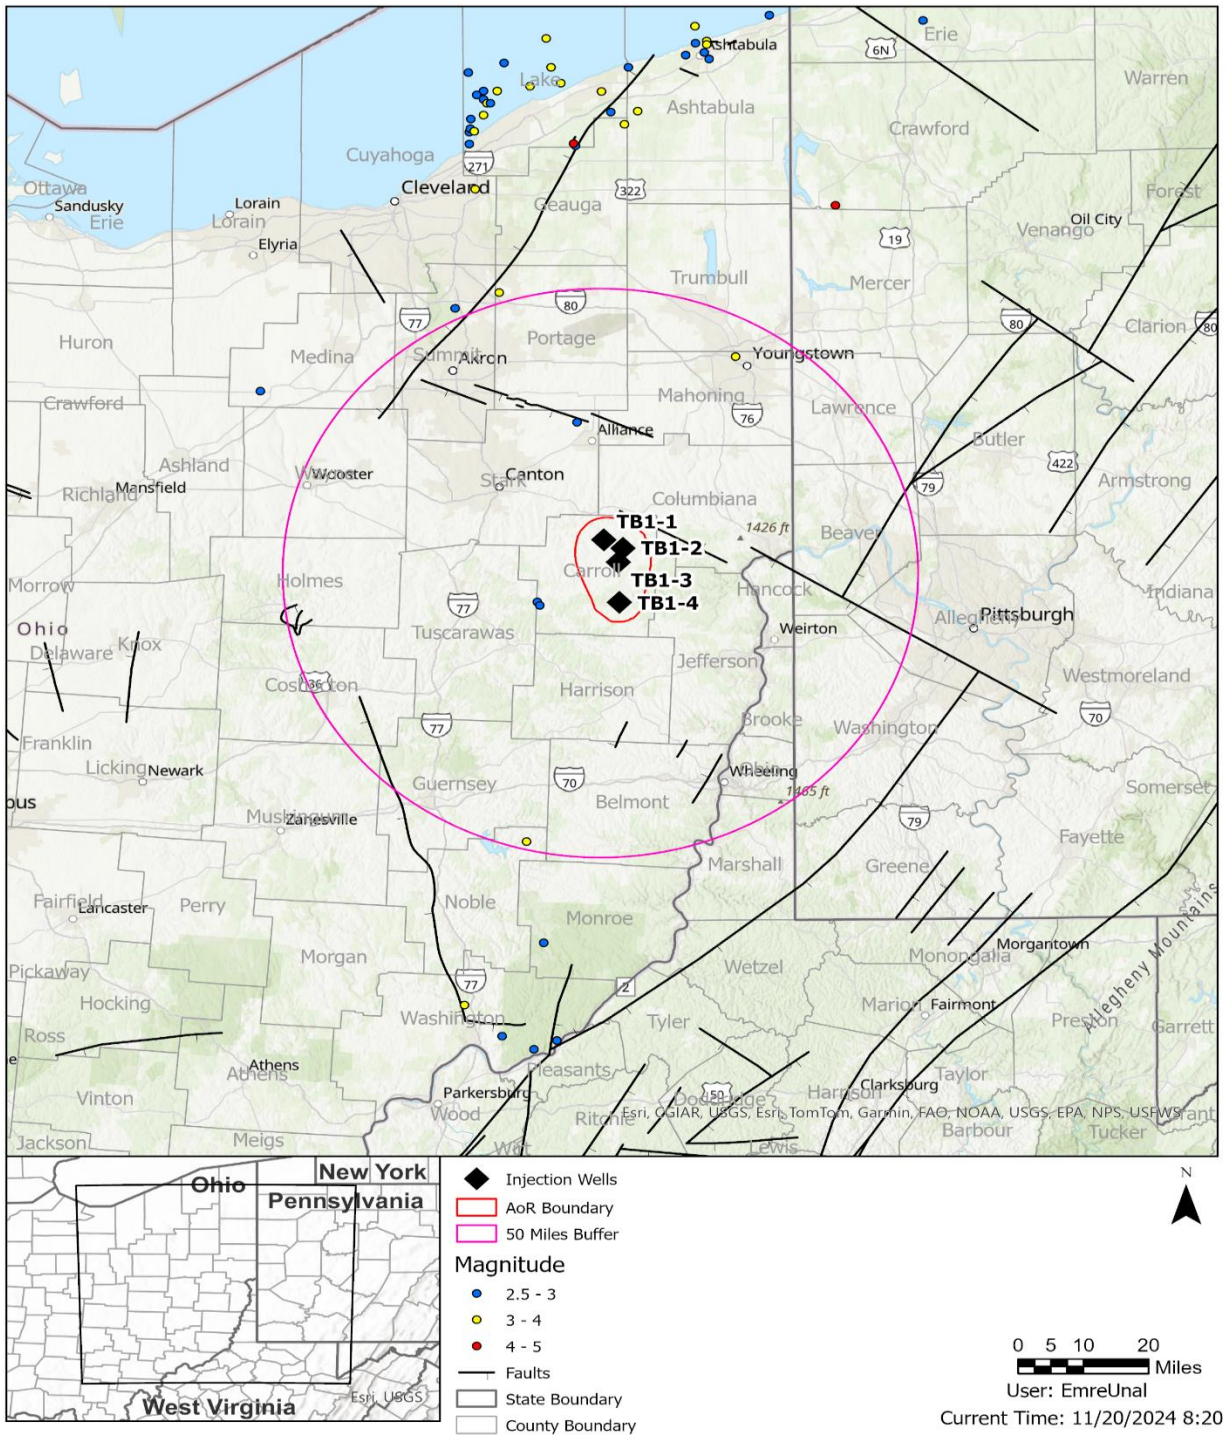 Ashtabula
Erie
6N
Warren
Lake
Ashtabula
Crawford
Cuyahoga
271
Ottawa
Cleveland
322
Forest
Sandusky
Erie
Lorain
Lorain
Geauga
Oil City
Venango
19
Elyria
Trumbull
Mercer
80
77
80
80
Clarion
Huron
Medina
Summit
Akron
Portage
Youngstown
Crawford
Mahoning
76
Lawrence
Alliance
Butler
Ashland
Wayne
Wooster
Canton
Stark
422
Richland
Mansfield
79
Armstrong
Columbiana
TB1-1
1426 ft
Beaver
TB1-2
Carroll
TB1-3
Morrow
Holmes
Hancock
Indiana
77
TB1-4
Allegheny
Pittsburgh
Ohio
Tuscarawas
Weirton
Delaware
Knox
Jefferson
Westmoreland
Coshocton
36
Harrison
70
77
Brooke
Washington
Franklin
Licking
Newark
Guernsey
70
Ohio
Wheeling
1465 ft
Somerset
bus
Belmont
Muskingum
Zanesville
79
Fayette
Marshall
Greene
Fairfield
Lancaster
Perry
Noble
Monroe
Allegheny Mountains
Morgan
Morgantown
Monongalia
Pickaway
Wetzel
77
2
Hocking
Marion
Fairmont
Washington
Tyler
Preston
Garrett
Ross
e
Athens
Athens
Pleasants
Taylor
Clarksburg
Harrison
Vinton
Parkersburg
Wood
50
Doddridge
Ritchie
Esri, CGIAR, USGS, Esri, TomTom, Garmin, FAO, NOAA, USGS, EPA, NPS, USFWS
Grant
Barbour
Tucker
Jackson
Meigs
Wirt
Lewis
New York
Ohio
Pennsylvania
Esri, USGS
West Virginia
Injection Wells
AoR Boundary
50 Miles Buffer
Magnitude
2.5 - 3
3 - 4
4 - 5
Faults
State Boundary
County Boundary
N
0 5 10 20
Miles
User: EmreUnal
Current Time: 11/20/2024 8:20